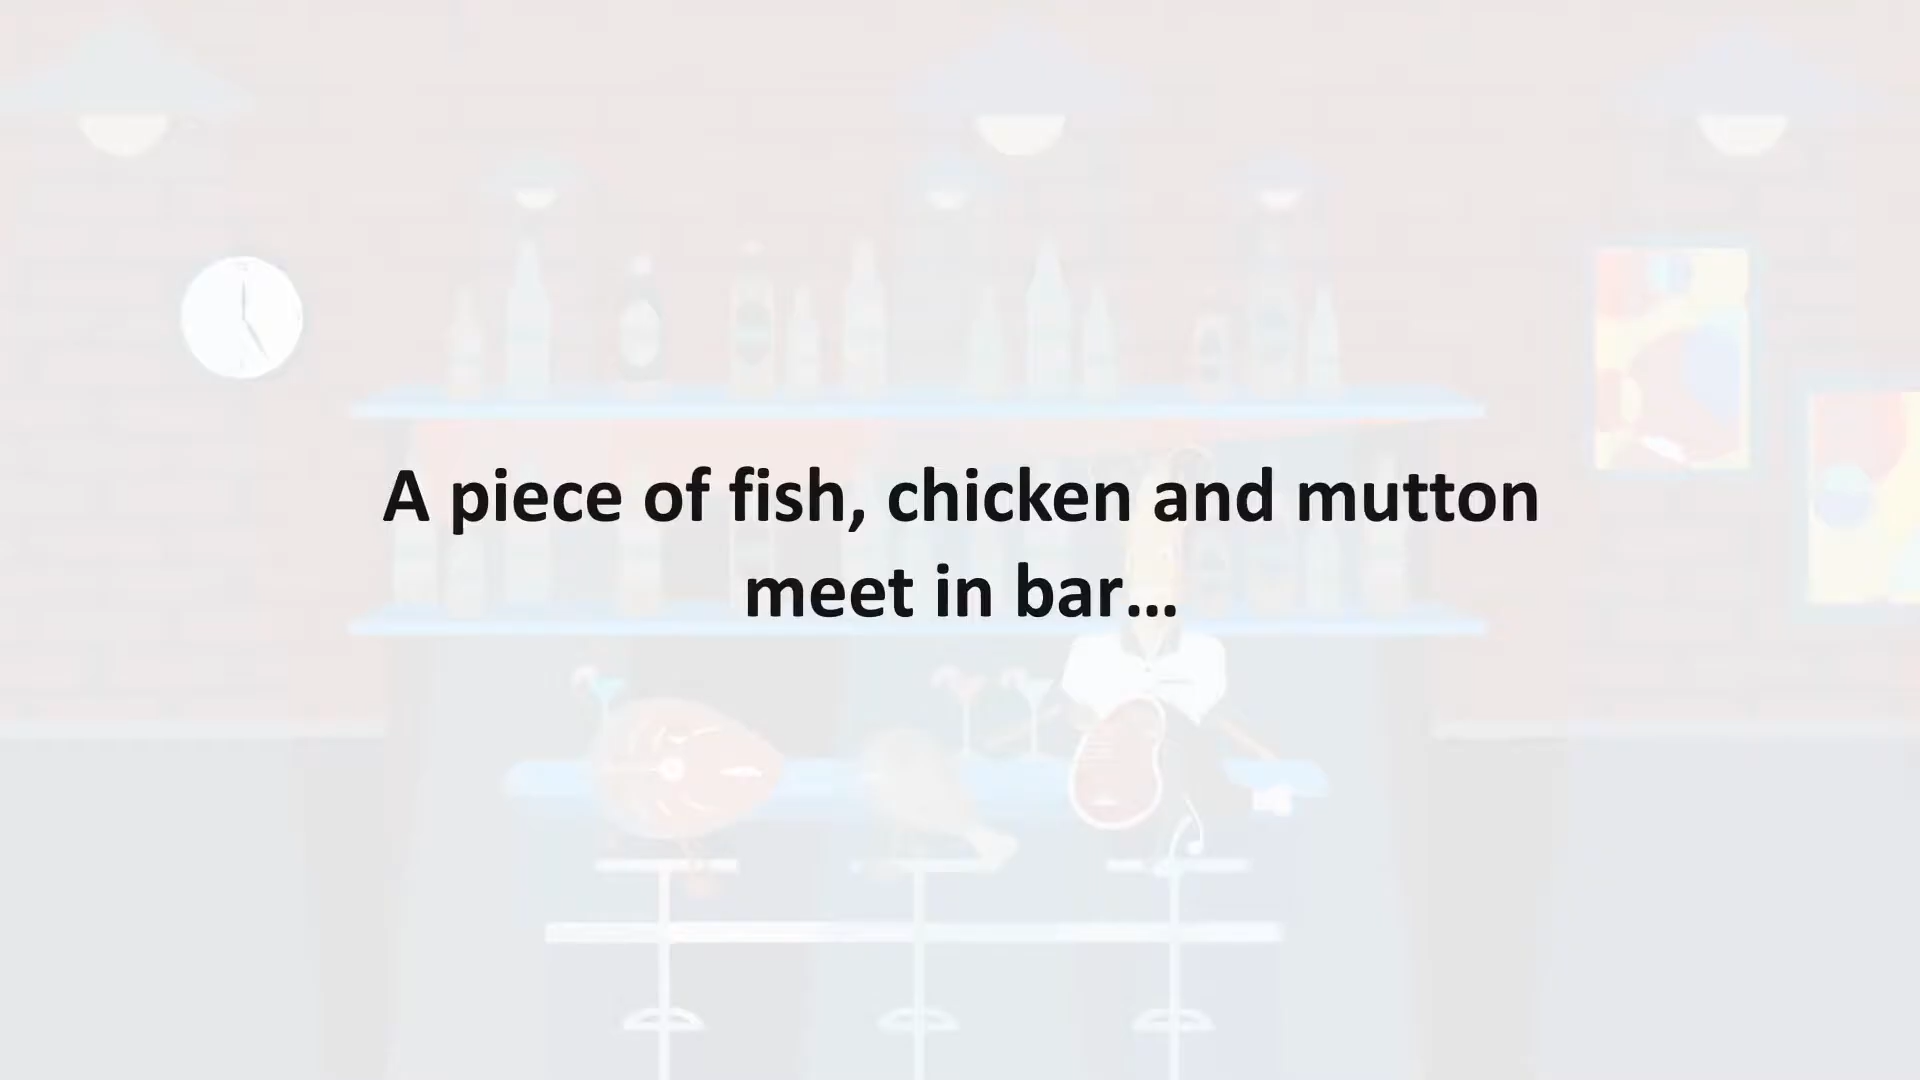 A piece of fish, chicken and mutton
meet in bar…